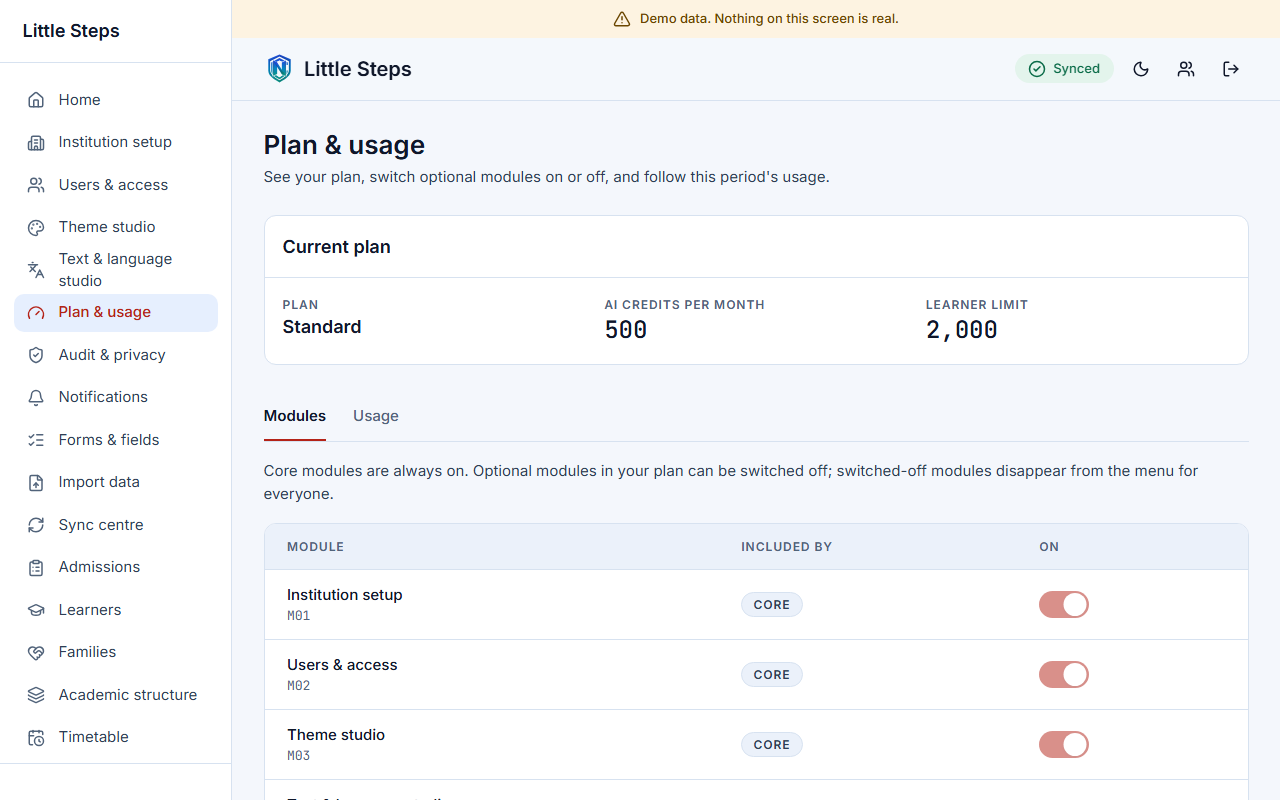 Little Steps
Demo data. Nothing on this screen is real.
Little Steps
Synced
Home
Institution setup
Users & access
Theme studio
Text & language
studio
Plan & usage
Audit & privacy
Notifications
Forms & fields
Import data
Sync centre
Admissions
Learners
Families
Academic structure
Timetable
Plan & usage
See your plan, switch optional modules on or off, and follow this period's usage.
Current plan
PLAN
Standard
AI CREDITS PER MONTH
500
LEARNER LIMIT
2,000
Modules
Usage
Core modules are always on. Optional modules in your plan can be switched off; switched-off modules disappear from the menu for
everyone.
MODULE
INCLUDED BY
ON
Institution setup
M01
CORE
Users & access
M02
CORE
Theme studio
M03
CORE